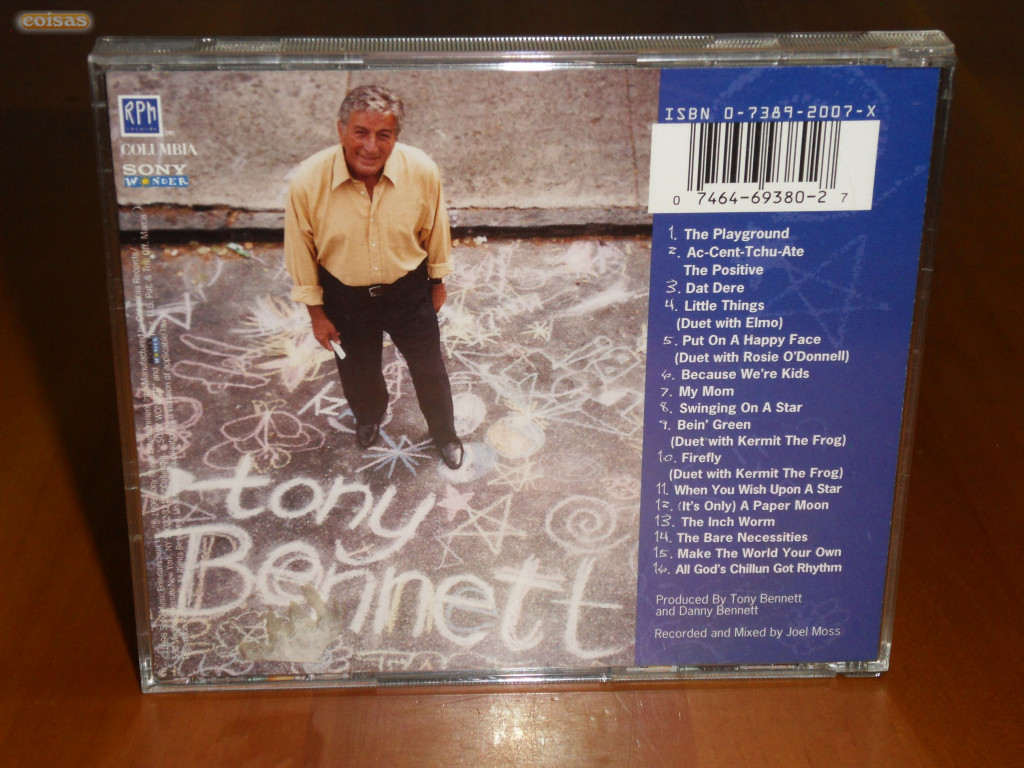 coisas
RPM
records
COLUMBIA
SONY
WONDER
tony
Bennett
ISBN 0-7389-2007-X
0 7464-69380-2 7
1. The Playground
2. Ac-Cent-Tchu-Ate
The Positive
3. Dat Dere
4. Little Things
(Duet with Elmo)
5. Put On A Happy Face
(Duet with Rosie O'Donnell)
6. Because We're Kids
7. My Mom
8. Swinging On A Star
9. Bein' Green
(Duet with Kermit The Frog)
10. Firefly
(Duet with Kermit The Frog)
11. When You Wish Upon A Star
12. (It's Only) A Paper Moon
13. The Inch Worm
14. The Bare Necessities
15. Make The World Your Own
16. All God's Chillun Got Rhythm
Produced By Tony Bennett
and Danny Bennett
Recorded and Mixed by Joel Moss